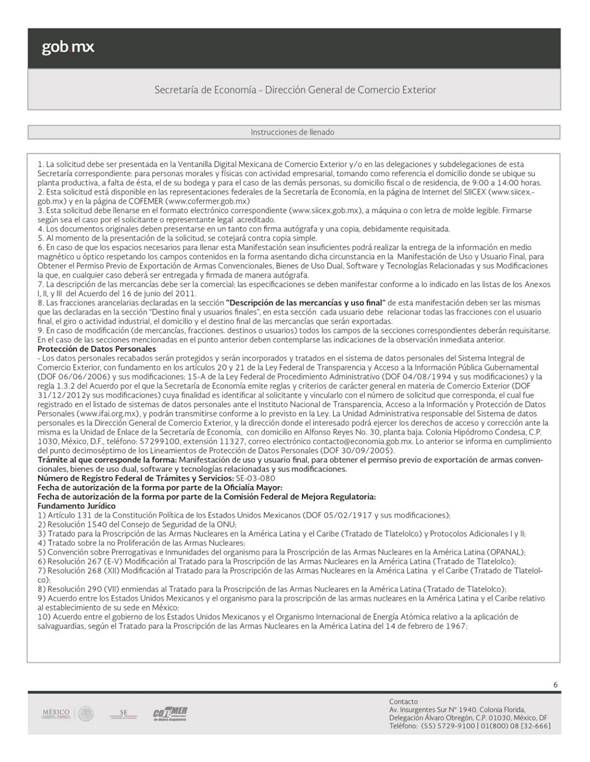 gob.mx
Secretaría de Economía - Dirección General de Comercio Exterior
Instrucciones de llenado
1. La solicitud debe ser presentada en la Ventanilla Digital Mexicana de Comercio Exterior y/o en las delegaciones y subdelegaciones de esta
Secretaría correspondiente: para personas morales y físicas con actividad empresarial, tomando como referencia el domicilio donde se ubique su
planta productiva, a falta de ésta, el de su bodega y para el caso de las demás personas, su domicilio fiscal o de residencia, de 9:00 a 14:00 horas.
2. Esta solicitud está disponible en las representaciones federales de la Secretaría de Economía, en la página de Internet del SIICEX (www.siicex.-
gob.mx) y en la página de COFEMER (www.cofermer.gob.mx)
3. Esta solicitud debe llenarse en el formato electrónico correspondiente (www.siicex.gob.mx), a máquina o con letra de molde legible. Firmarse
según sea el caso por el solicitante o representante legal acreditado.
4. Los documentos originales deben presentarse en un tanto con firma autógrafa y una copia, debidamente requisitada.
5. Al momento de la presentación de la solicitud, se cotejará contra copia simple.
6. En caso de que los espacios necesarios para llenar esta Manifestación sean insuficientes podrá realizar la entrega de la información en medio
magnético u óptico respetando los campos contenidos en la forma asentando dicha circunstancia en la Manifestación de Uso y Usuario Final, para
Obtener el Permiso Previo de Exportación de Armas Convencionales, Bienes de Uso Dual, Software y Tecnologías Relacionadas y sus Modificaciones
la que, en cualquier caso deberá ser entregada y firmada de manera autógrafa.
7. La descripción de las mercancías debe ser la comercial; las especificaciones se deben manifestar conforme a lo indicado en las listas de los Anexos
I, II, y III del Acuerdo del 16 de junio del 2011.
8. Las fracciones arancelarias declaradas en la sección "Descripción de las mercancías y uso final" de esta manifestación deben ser las mismas
que las declaradas en la sección "Destino final y usuarios finales", en esta sección cada usuario debe relacionar todas las fracciones con el usuario
final, el giro o actividad industrial, el domicilio y el destino final de las mercancías que serán exportadas.
9. En caso de modificación (de mercancías, fracciones. destinos o usuarios) todos los campos de la secciones correspondientes deberán requisitarse.
En el caso de las secciones mencionadas en el punto anterior deben contemplarse las indicaciones de la observación inmediata anterior.
Protección de Datos Personales
- Los datos personales recabados serán protegidos y serán incorporados y tratados en el sistema de datos personales del Sistema Integral de
Comercio Exterior, con fundamento en los artículos 20 y 21 de la Ley Federal de Transparencia y Acceso a la Información Pública Gubernamental
(DOF 06/06/2006) y sus modificaciones; 15-A de la Ley Federal de Procedimiento Administrativo (DOF 04/08/1994 y sus modificaciones) y la
regla 1.3.2 del Acuerdo por el que la Secretaría de Economía emite reglas y criterios de carácter general en materia de Comercio Exterior (DOF
31/12/2012y sus modificaciones) cuya finalidad es identificar al solicitante y vincularlo con el número de solicitud que corresponda, el cual fue
registrado en el listado de sistemas de datos personales ante el Instituto Nacional de Transparencia, Acceso a la Información y Protección de Datos
Personales (www.ifai.org.mx), y podrán transmitirse conforme a lo previsto en la Ley. La Unidad Administrativa responsable del Sistema de datos
personales es la Dirección General de Comercio Exterior, y la dirección donde el interesado podrá ejercer los derechos de acceso y corrección ante la
misma es la Unidad de Enlace de la Secretaría de Economía, con domicilio en Alfonso Reyes No. 30, planta baja. Colonia Hipódromo Condesa, C.P.
1030, México, D.F., teléfono: 57299100, extensión 11327, correo electrónico contacto@economia.gob.mx. Lo anterior se informa en cumplimiento
del punto decimoséptimo de los Lineamientos de Protección de Datos Personales (DOF 30/09/2005).
Trámite al que corresponde la forma: Manifestación de uso y usuario final, para obtener el permiso previo de exportación de armas conven-
cionales, bienes de uso dual, software y tecnologías relacionadas y sus modificaciones.
Número de Registro Federal de Trámites y Servicios: SE-03-080
Fecha de autorización de la forma por parte de la Oficialía Mayor:
Fecha de autorización de la forma por parte de la Comisión Federal de Mejora Regulatoria:
Fundamento Jurídico
1) Artículo 131 de la Constitución Política de los Estados Unidos Mexicanos (DOF 05/02/1917 y sus modificaciones);
2) Resolución 1540 del Consejo de Seguridad de la ONU;
3) Tratado para la Proscripción de las Armas Nucleares en la América Latina y el Caribe (Tratado de Tlatelolco) y Protocolos Adicionales I y II;
4) Tratado sobre la no Proliferación de las Armas Nucleares;
5) Convención sobre Prerrogativas e Inmunidades del organismo para la Proscripción de las Armas Nucleares en la América Latina (OPANAL);
6) Resolución 267 (E-V) Modificación al Tratado para la Proscripción de las Armas Nucleares en la América Latina (Tratado de Tlatelolco);
7) Resolución 268 (XII) Modificación al Tratado para la Proscripción de las Armas Nucleares en la América Latina y el Caribe (Tratado de Tlatelol-
co);
8) Resolución 290 (VII) enmiendas al Tratado para la Proscripción de las Armas Nucleares en la América Latina (Tratado de Tlatelolco);
9) Acuerdo entre los Estados Unidos Mexicanos y el organismo para la proscripción de las armas nucleares en la América Latina y el Caribe relativo
al establecimiento de su sede en México;
10) Acuerdo entre el gobierno de los Estados Unidos Mexicanos y el Organismo Internacional de Energía Atómica relativo a la aplicación de
salvaguardias, según el Tratado para la Proscripción de las Armas Nucleares en la América Latina del 14 de febrero de 1967;
6
MÉXICO
SE
COFEMER
Contacto
Av. Insurgentes Sur N° 1940, Colonia Florida,
Delegación Álvaro Obregón, C.P. 01030, México, DF
Teléfono: (55) 5729-9100 | 01(800) 08 [32-666]